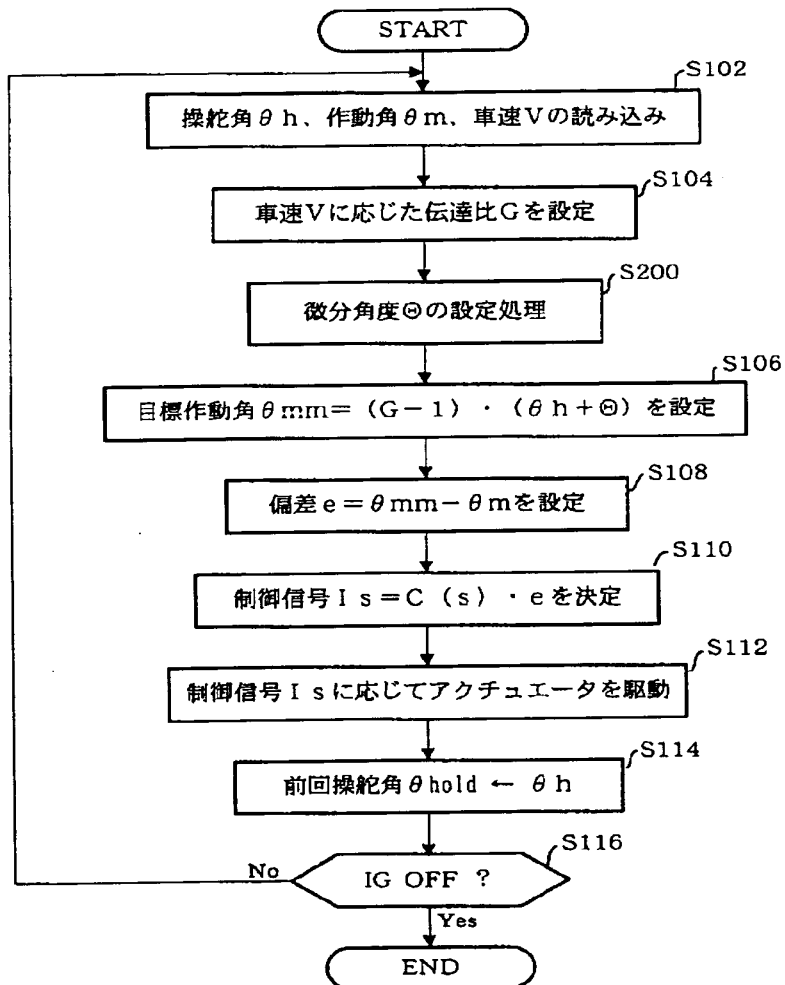 START
S102
操舵角θh、作動角θm、車速Vの読み込み
S104
車速Vに応じた伝達比Gを設定
S200
微分角度Θの設定処理
S106
目標作動角θmm=(G-1)・(θh+Θ)を設定
S108
偏差e=θmm-θmを設定
S110
制御信号Is=C(s)・eを決定
S112
制御信号Isに応じてアクチュエータを駆動
S114
前回操舵角θhold ← θh
S116
No
IG OFF ?
Yes
END